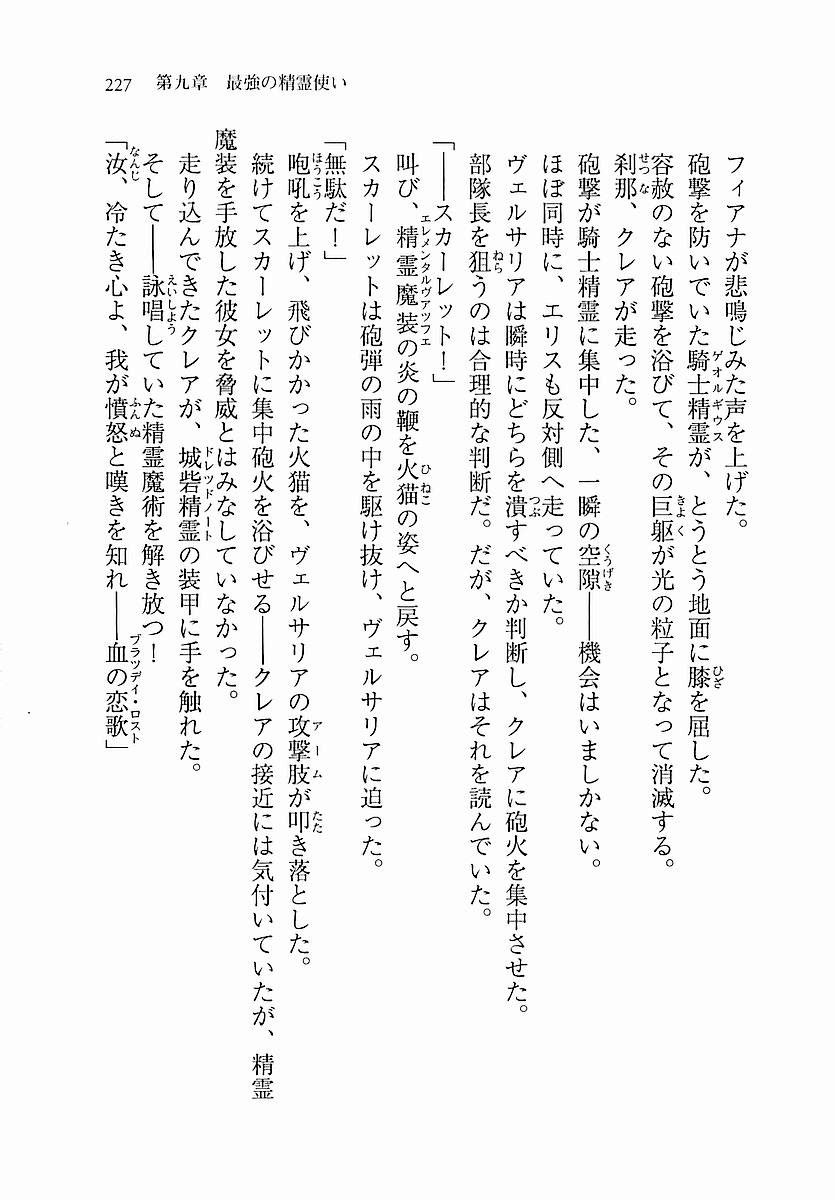 227　第九章　最強の精霊使い
フィアナが悲鳴じみた声を上げた。
砲撃を防いでいた騎士精霊が、とうとう地面に膝を屈した。
容赦のない砲撃を浴びて、その巨躯が光の粒子となって消滅する。
刹那、クレアが走った。
砲撃が騎士精霊に集中した、一瞬の空隙――機会はいましかない。
ほぼ同時に、エリスも反対側へ走っていた。
ヴェルサリアは瞬時にどちらを潰すべきか判断し、クレアに砲火を集中させた。
部隊長を狙うのは合理的な判断だ。だが、クレアはそれを読んでいた。
「――スカーレット！」
叫び、精霊魔装の炎の鞭を火猫の姿へと戻す。
スカーレットは砲弾の雨の中を駆け抜け、ヴェルサリアに迫った。
「無駄だ！」
咆吼を上げ、飛びかかった火猫を、ヴェルサリアの攻撃肢が叩き落とした。
続けてスカーレットに集中砲火を浴びせる――クレアの接近には気付いていたが、精霊
魔装を手放した彼女を脅威とはみなしていなかった。
走り込んできたクレアが、城砦精霊の装甲に手を触れた。
そして――詠唱していた精霊魔術を解き放つ！
「汝、冷たき心よ、我が憤怒と嘆きを知れ――血の恋歌」